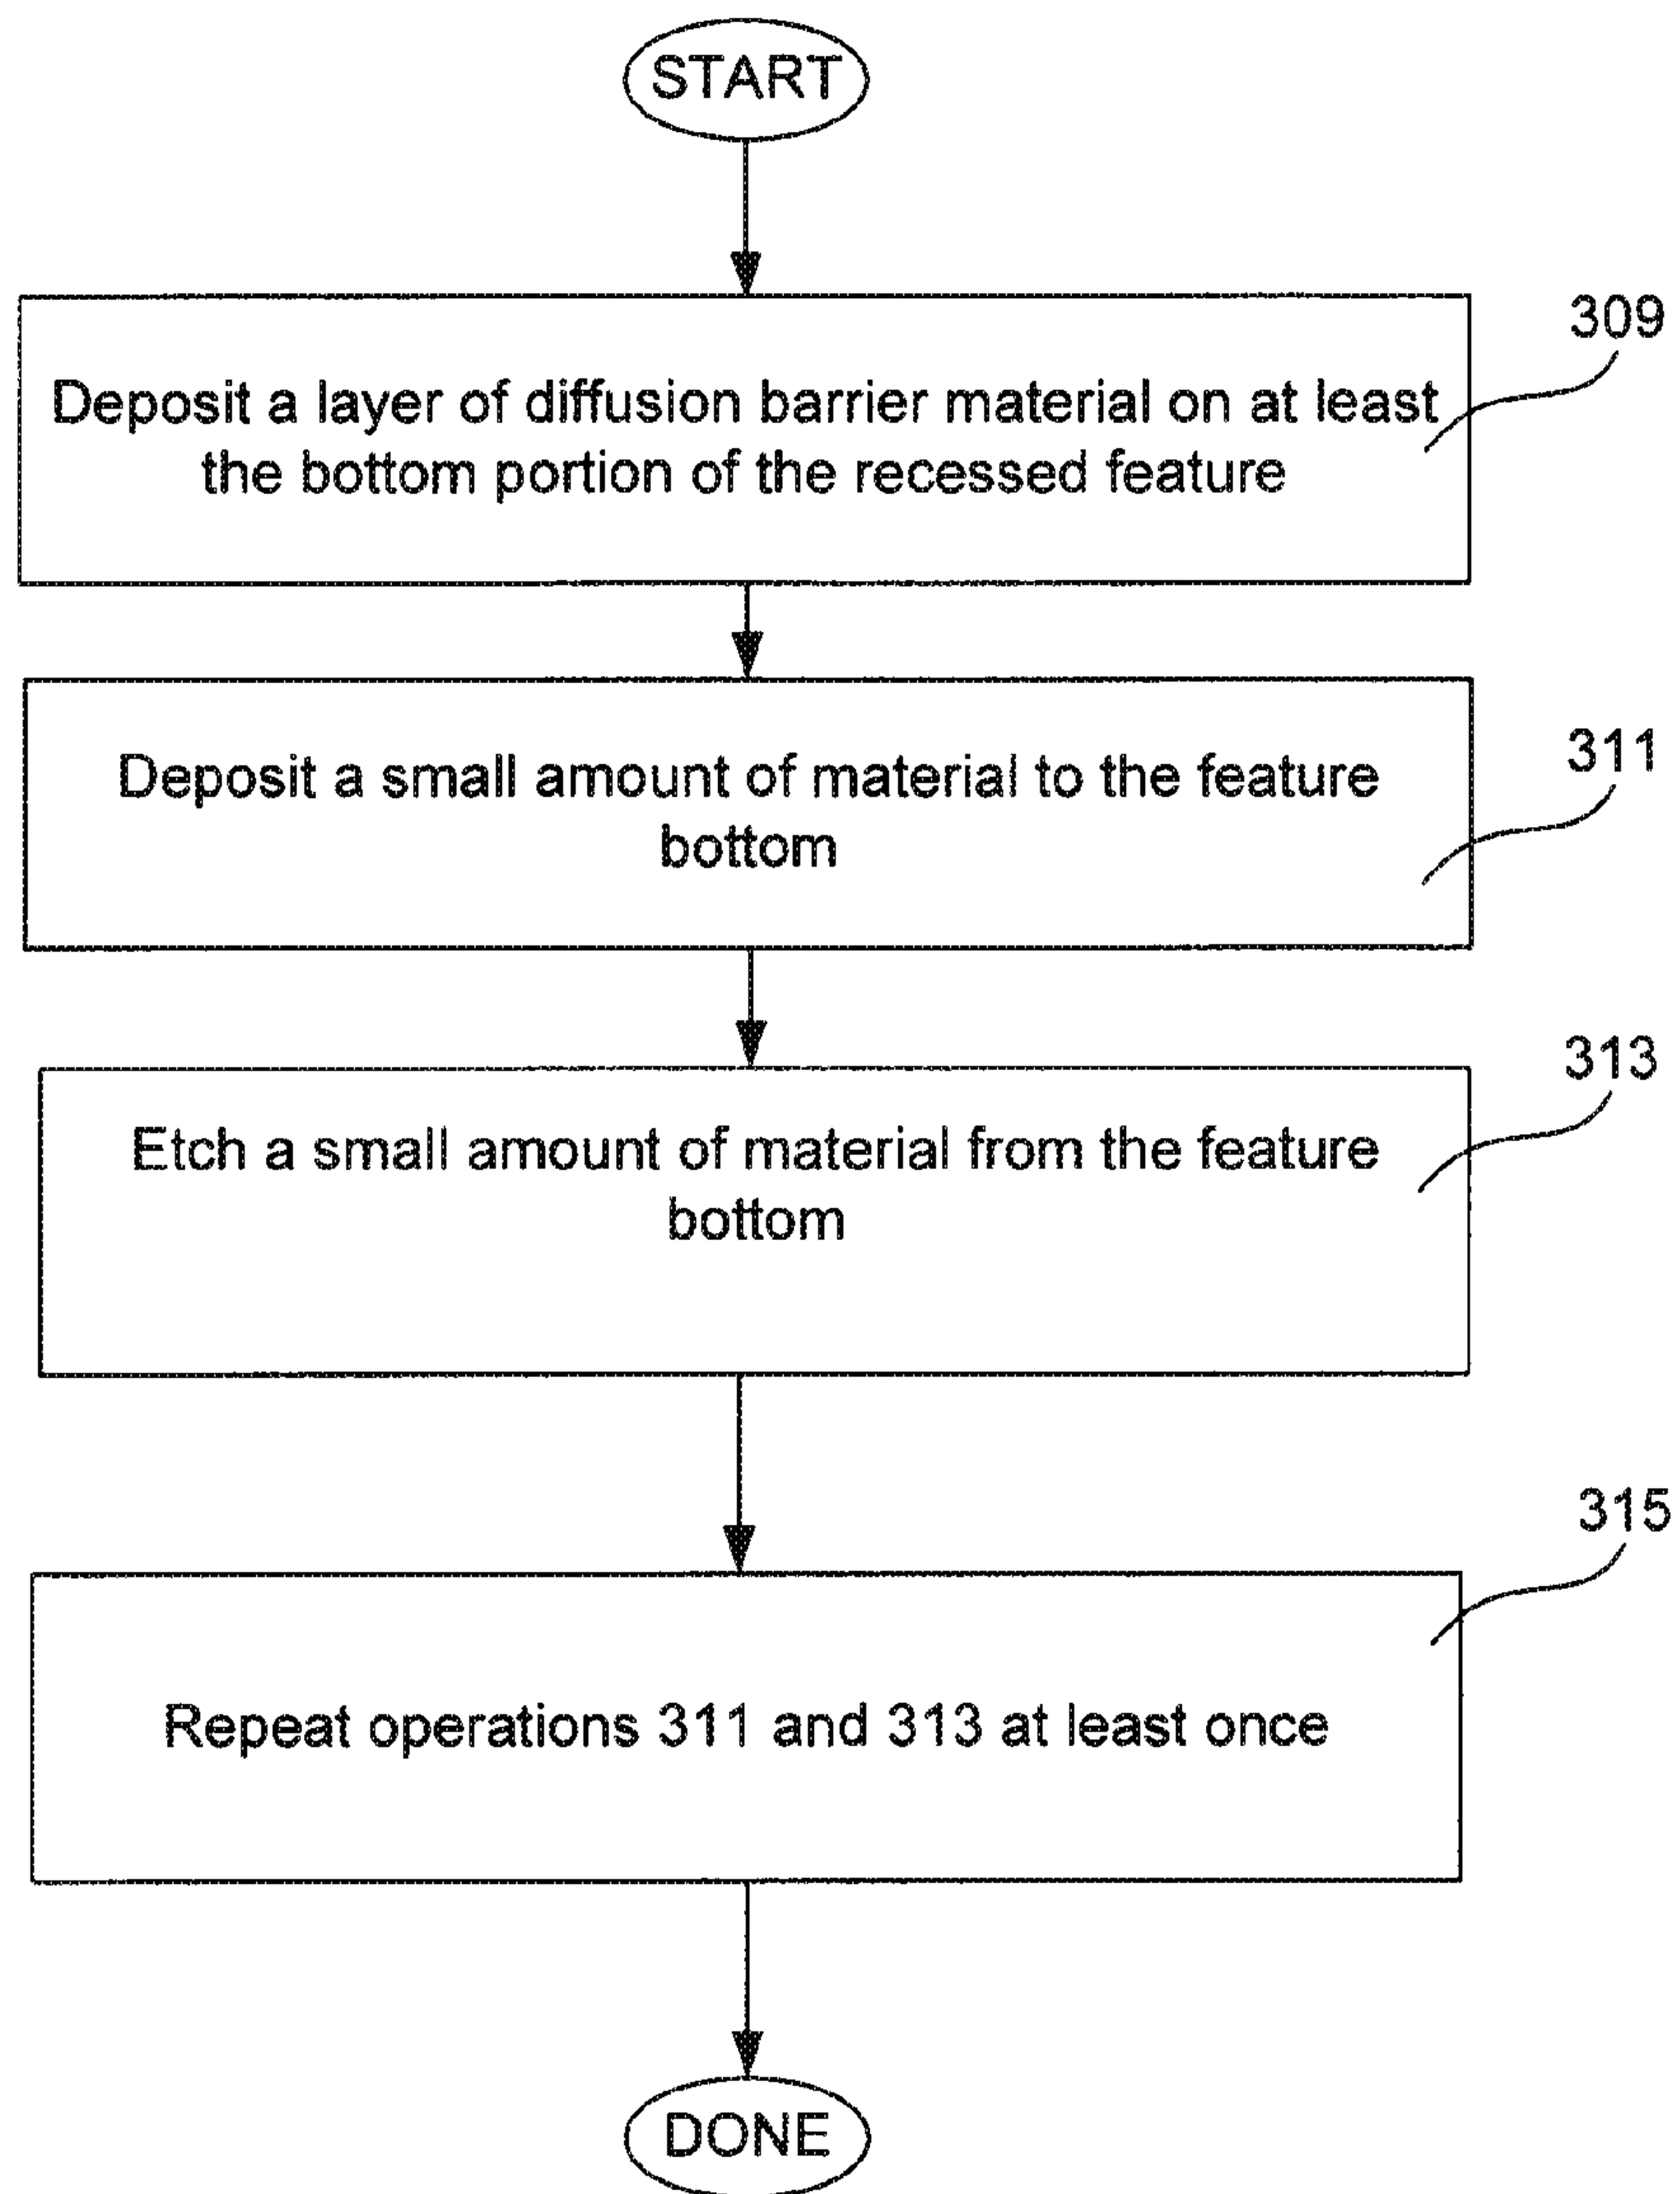 START
309
Deposit a layer of diffusion barrier material on at least
the bottom portion of the recessed feature
311
Deposit a small amount of material to the feature
bottom
313
Etch a small amount of material from the feature
bottom
315
Repeat operations 311 and 313 at least once
DONE